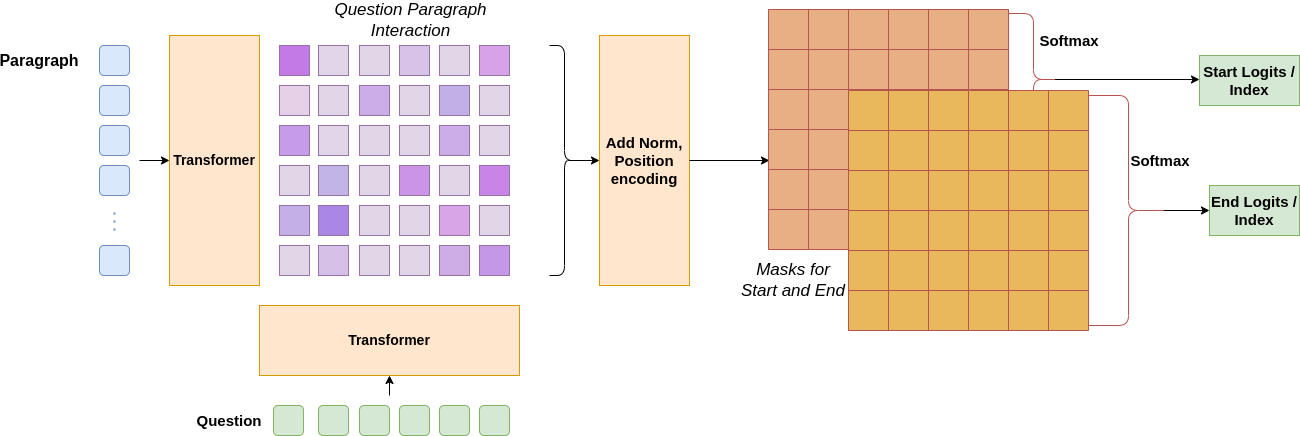 Question Paragraph
Interaction
Paragraph
Transformer
Add Norm,
Position
encoding
Softmax
Start Logits /
Index
Softmax
End Logits /
Index
Masks for
Start and End
Transformer
Question